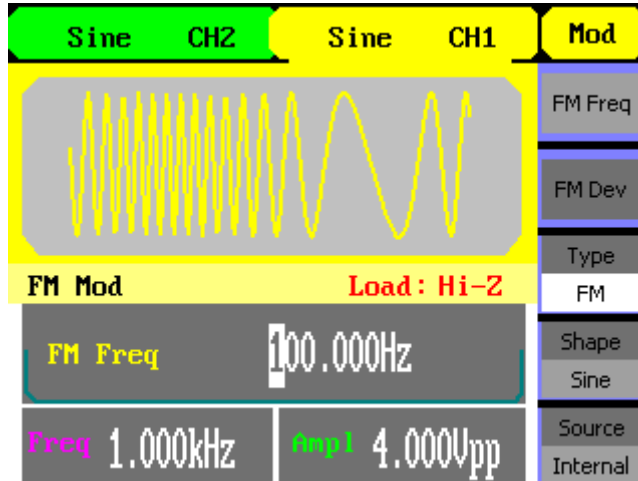 Sine CH2 Sine CH1 Mod
FM Freq
FM Dev
Type
FM
FM Mod Load: Hi-Z
FM Freq 100.000Hz
Shape
Sine
Freq 1.000kHz Ampl 4.000Vpp
Source
Internal